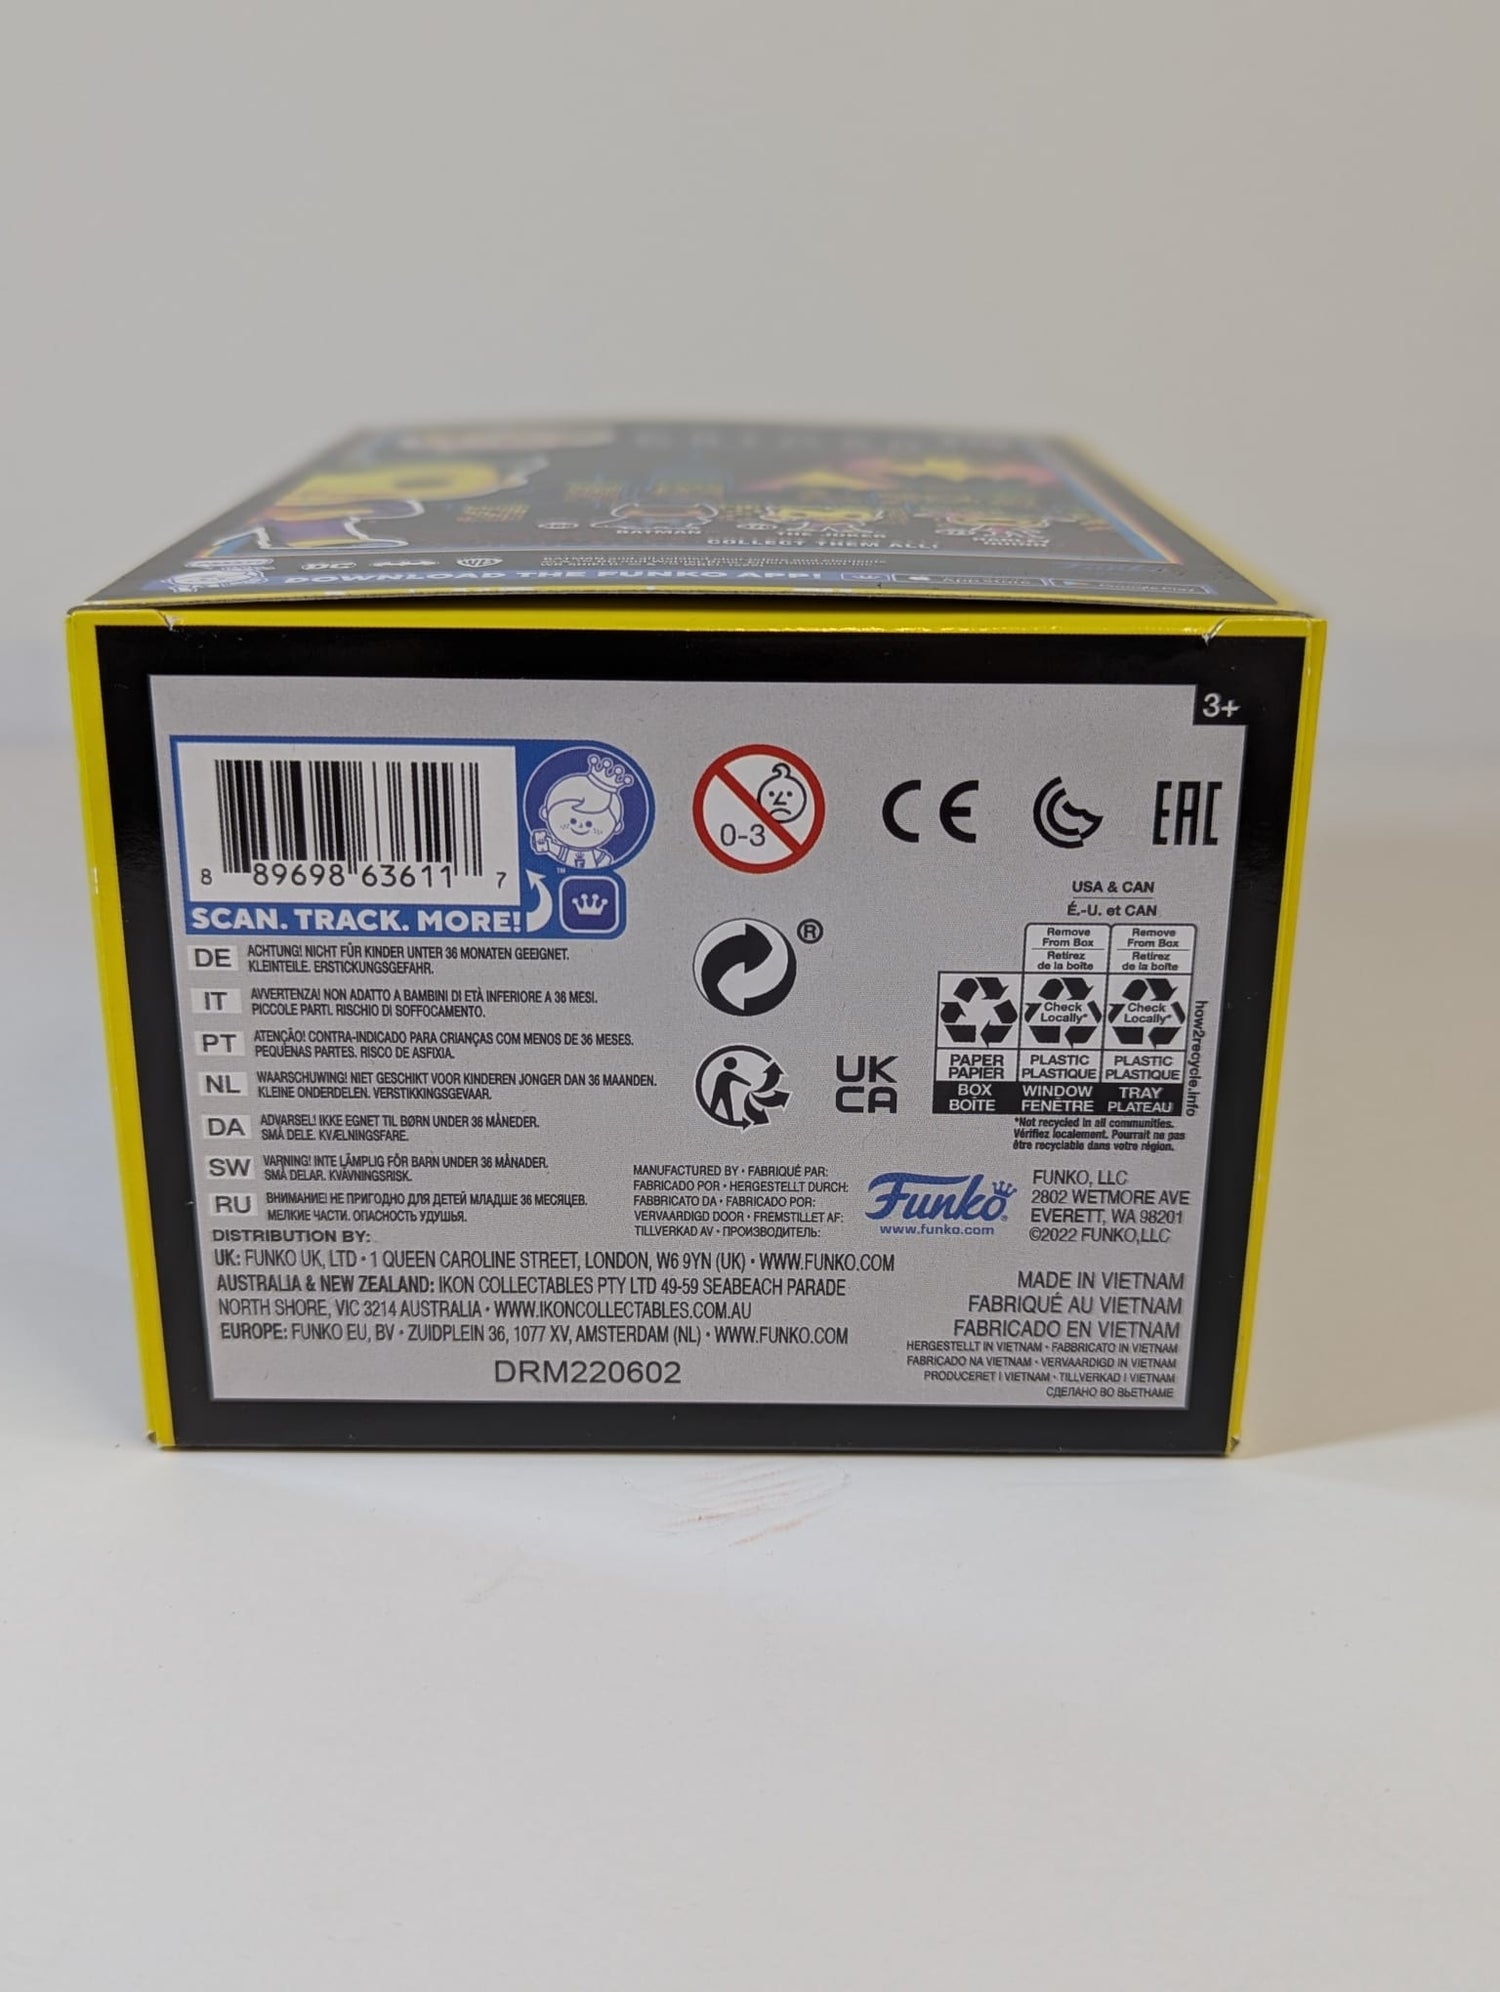 BATMAN
THE JOKER
COLLECT THEM ALL!
DC
WB
DOWNLOAD THE FUNKO APP!
App Store
Google Play
3+
8 89698 63611 7
SCAN. TRACK. MORE!
™
0-3
CE
EAC
USA & CAN
É.-U. et CAN
®
Remove
From Box
Retirez
de la boîte
Remove
From Box
Retirez
de la boîte
Check
Locally*
Check
Locally*
PAPER
PAPIER
PLASTIC
PLASTIQUE
PLASTIC
PLASTIQUE
BOX
BOÎTE
WINDOW
FENÊTRE
TRAY
PLATEAU
how2recycle.info
*Not recycled in all communities.
Vérifiez localement. Pourrait ne pas
être recyclable dans votre région.
UK
CA
DE ACHTUNG! NICHT FÜR KINDER UNTER 36 MONATEN GEEIGNET.
KLEINTEILE. ERSTICKUNGSGEFAHR.
IT AVVERTENZA! NON ADATTO A BAMBINI DI ETÀ INFERIORE A 36 MESI.
PICCOLE PARTI. RISCHIO DI SOFFOCAMENTO.
PT ATENÇÃO! CONTRA-INDICADO PARA CRIANÇAS COM MENOS DE 36 MESES.
PEQUENAS PARTES. RISCO DE ASFIXIA.
NL WAARSCHUWING! NIET GESCHIKT VOOR KINDEREN JONGER DAN 36 MAANDEN.
KLEINE ONDERDELEN. VERSTIKKINGSGEVAAR.
DA ADVARSEL! IKKE EGNET TIL BØRN UNDER 36 MÅNEDER.
SMÅ DELE. KVÆLNINGSFARE.
SW VARNING! INTE LÄMPLIG FÖR BARN UNDER 36 MÅNADER.
SMÅ DELAR. KVÄVNINGSRISK.
RU ВНИМАНИЕ! НЕ ПРИГОДНО ДЛЯ ДЕТЕЙ МЛАДШЕ 36 МЕСЯЦЕВ.
МЕЛКИЕ ЧАСТИ. ОПАСНОСТЬ УДУШЬЯ.
MANUFACTURED BY • FABRIQUÉ PAR:
FABRICADO POR • HERGESTELLT DURCH:
FABBRICATO DA • FABRICADO POR:
VERVAARDIGD DOOR • FREMSTILLET AF:
TILLVERKAD AV • ПРОИЗВОДИТЕЛЬ:
Funko
www.funko.com
FUNKO, LLC
2802 WETMORE AVE
EVERETT, WA 98201
©2022 FUNKO,LLC
DISTRIBUTION BY:
UK: FUNKO UK, LTD • 1 QUEEN CAROLINE STREET, LONDON, W6 9YN (UK) • WWW.FUNKO.COM
AUSTRALIA & NEW ZEALAND: IKON COLLECTABLES PTY LTD 49-59 SEABEACH PARADE
NORTH SHORE, VIC 3214 AUSTRALIA • WWW.IKONCOLLECTABLES.COM.AU
EUROPE: FUNKO EU, BV • ZUIDPLEIN 36, 1077 XV, AMSTERDAM (NL) • WWW.FUNKO.COM
DRM220602
MADE IN VIETNAM
FABRIQUÉ AU VIETNAM
FABRICADO EN VIETNAM
HERGESTELLT IN VIETNAM • FABBRICATO IN VIETNAM
FABRICADO NA VIETNAM • VERVAARDIGD IN VIETNAM
PRODUCERET I VIETNAM • TILLVERKAD I VIETNAM
СДЕЛАНО ВО ВЬЕТНАМЕ